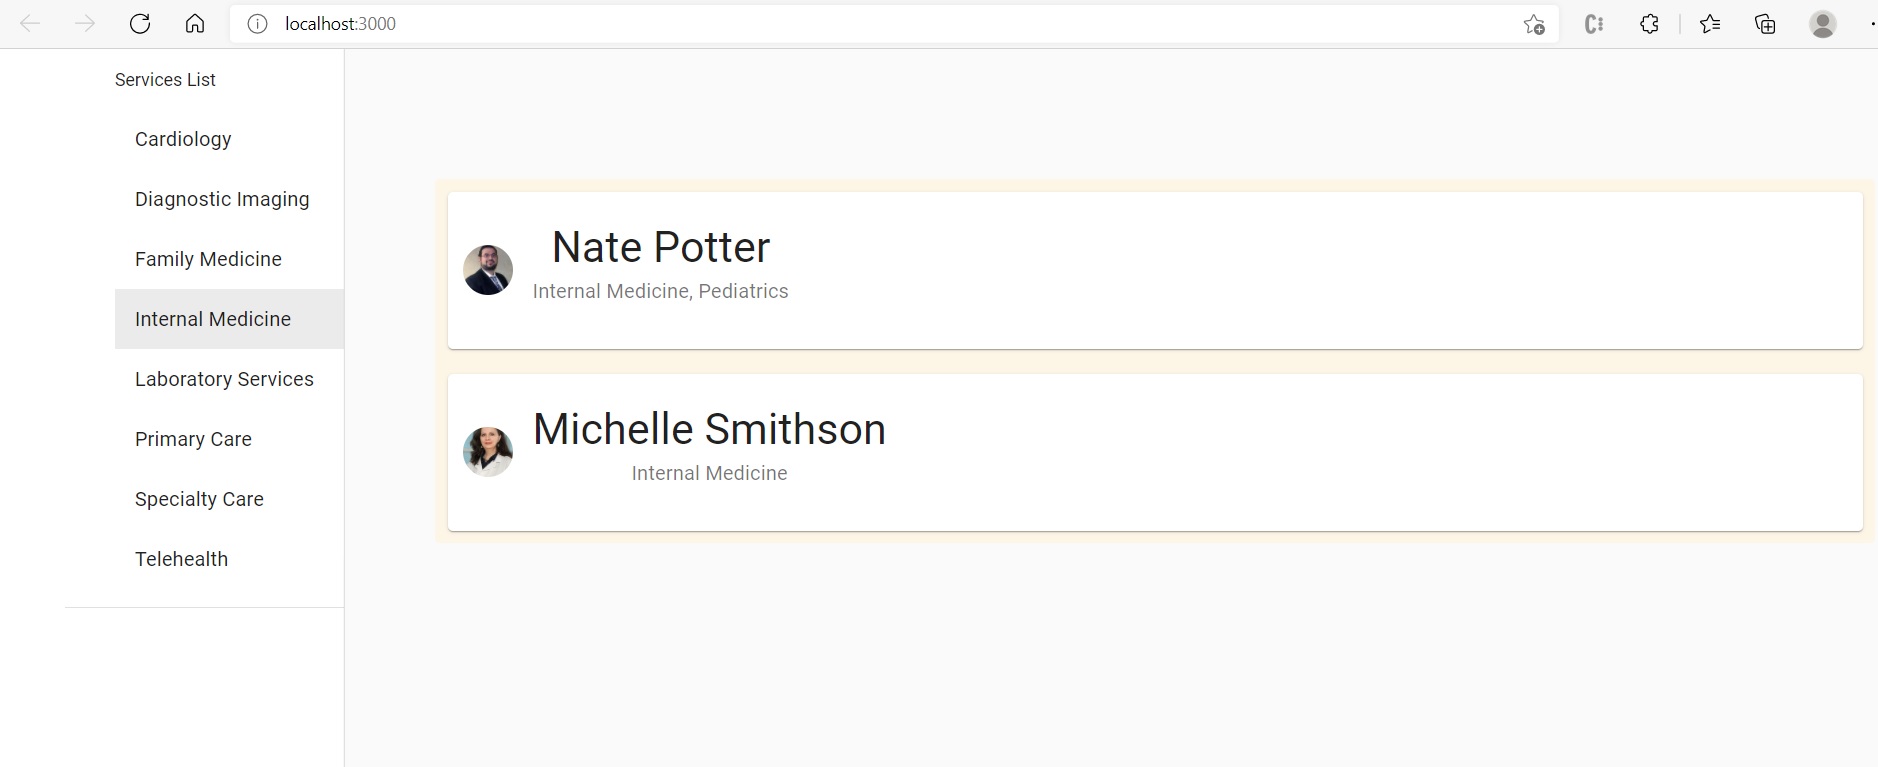 localhost:3000
Services List
Cardiology
Diagnostic Imaging
Family Medicine
Internal Medicine
Laboratory Services
Primary Care
Specialty Care
Telehealth
Nate Potter
Internal Medicine, Pediatrics
Michelle Smithson
Internal Medicine